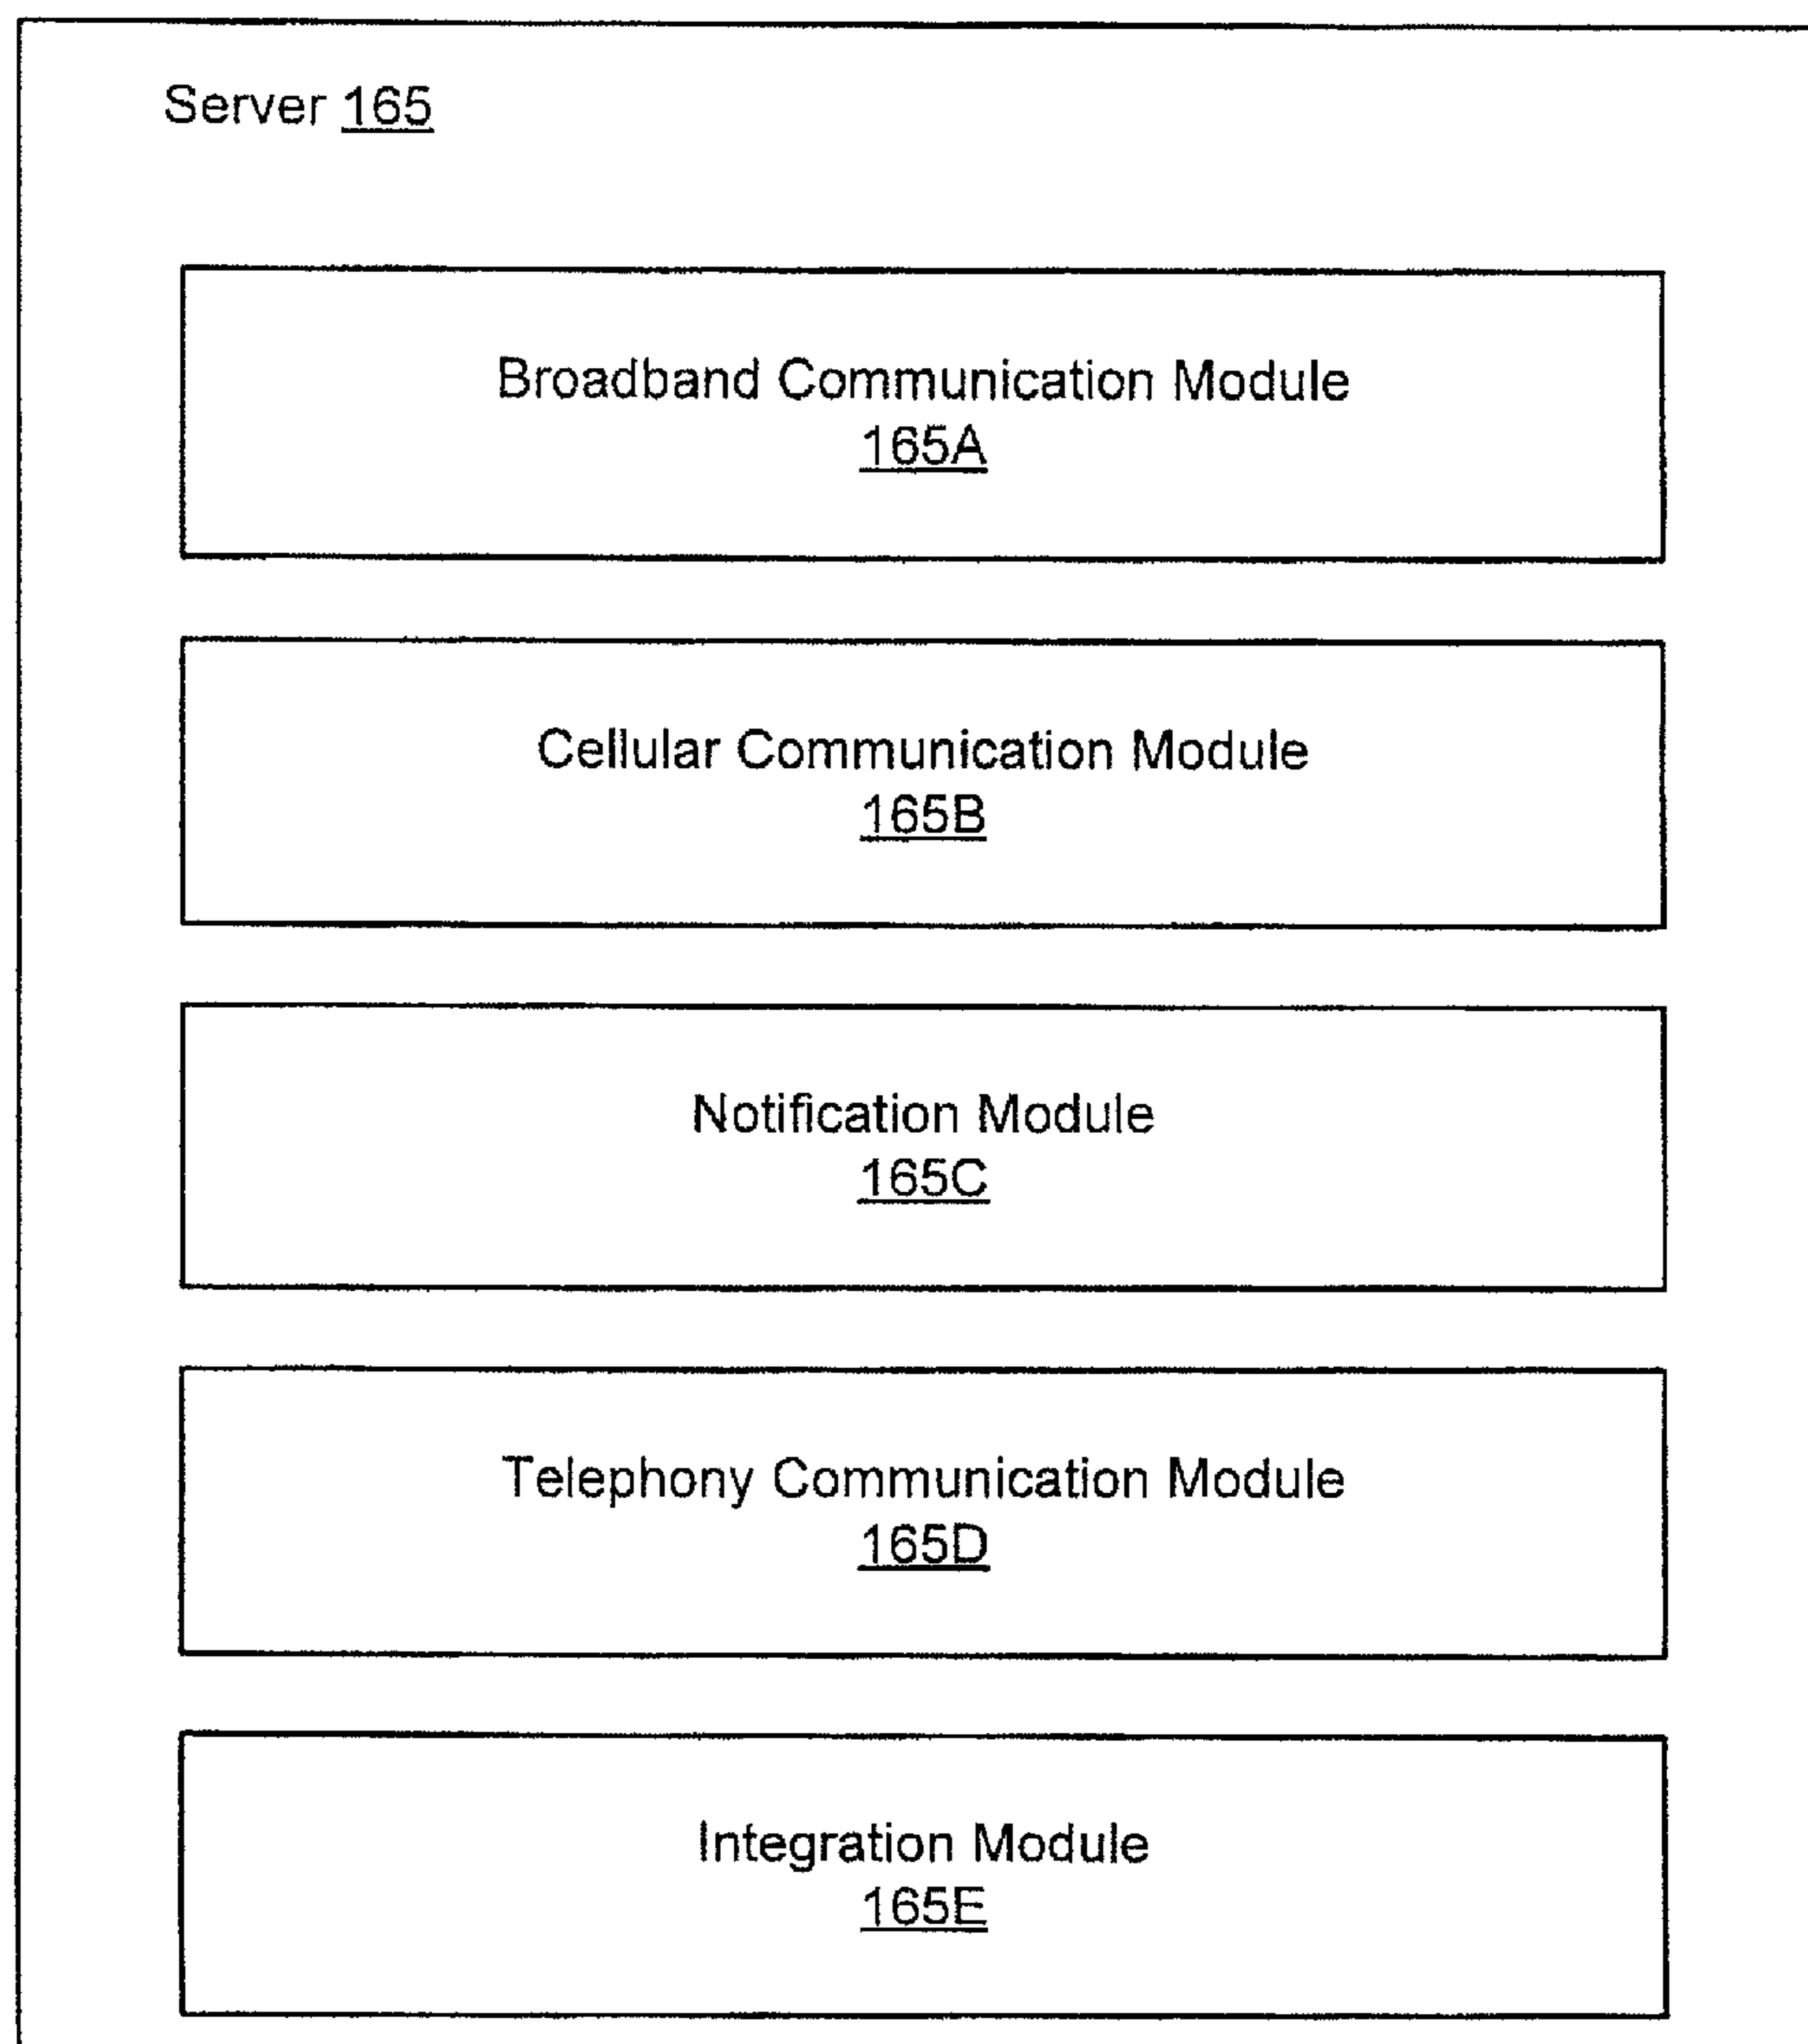 Server 165
Broadband Communication Module
165A
Cellular Communication Module
165B
Notification Module
165C
Telephony Communication Module
165D
Integration Module
165E